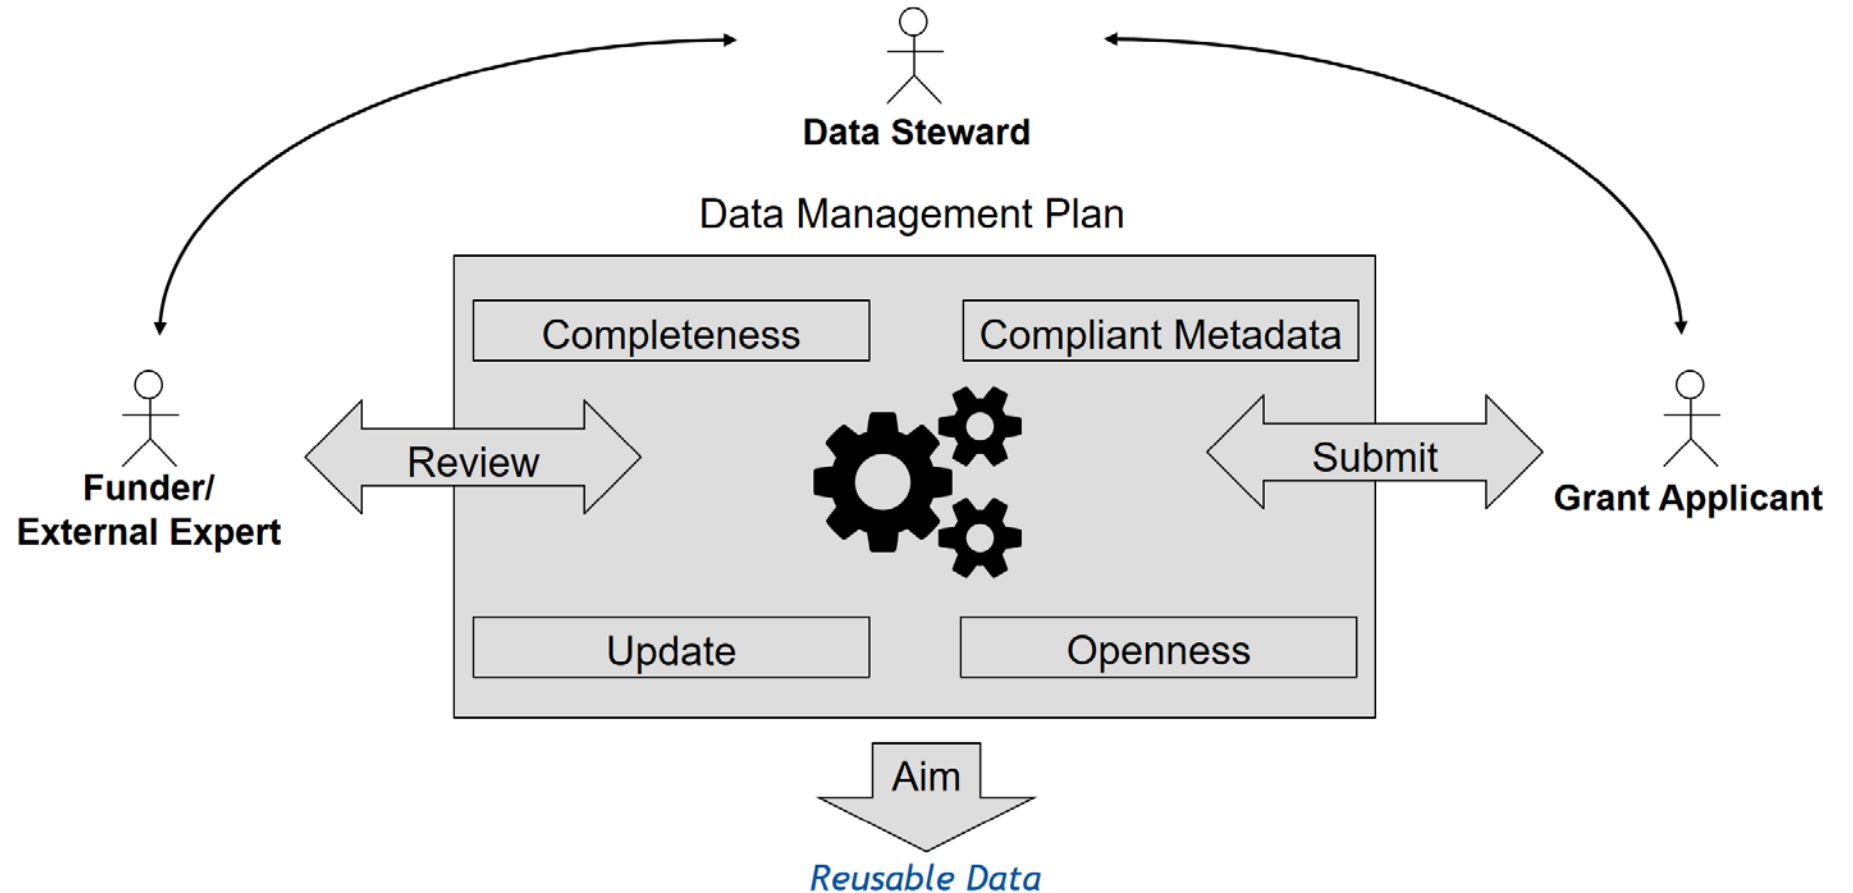 Data Steward
Data Management Plan
Completeness
Compliant Metadata
Review
Submit
Funder/
External Expert
Grant Applicant
Update
Openness
Aim
Reusable Data